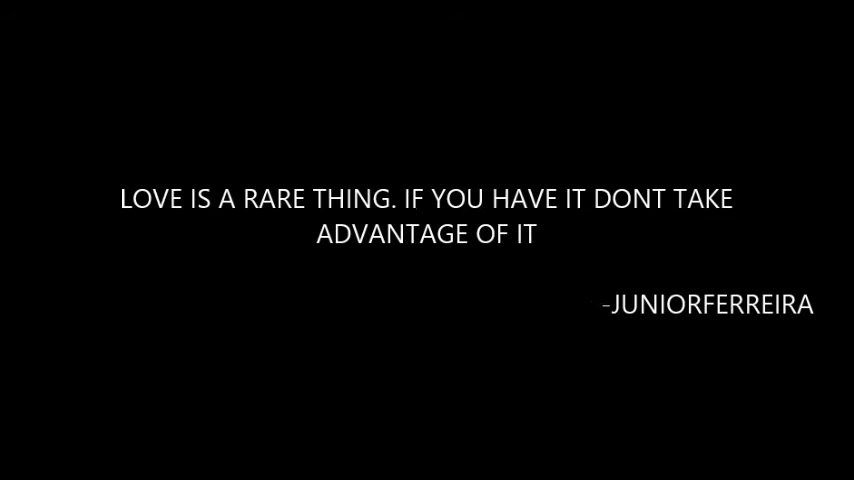 LOVE IS A RARE THING. IF YOU HAVE IT DONT TAKE
ADVANTAGE OF IT
-JUNIORFERREIRA